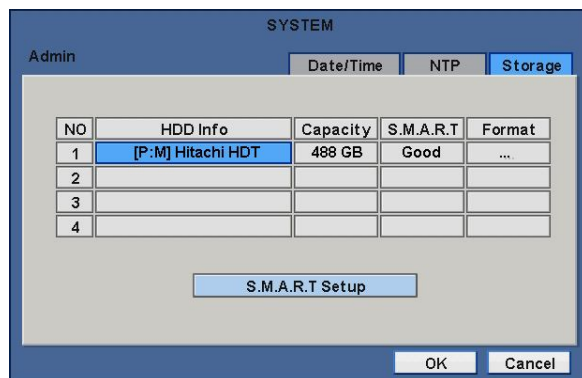 SYSTEM
Admin
Date/Time NTP Storage
NO HDD Info Capacity S.M.A.R.T Format
1 [P:M] Hitachi HDT 488 GB Good ...
2
3
4
S.M.A.R.T Setup
OK Cancel